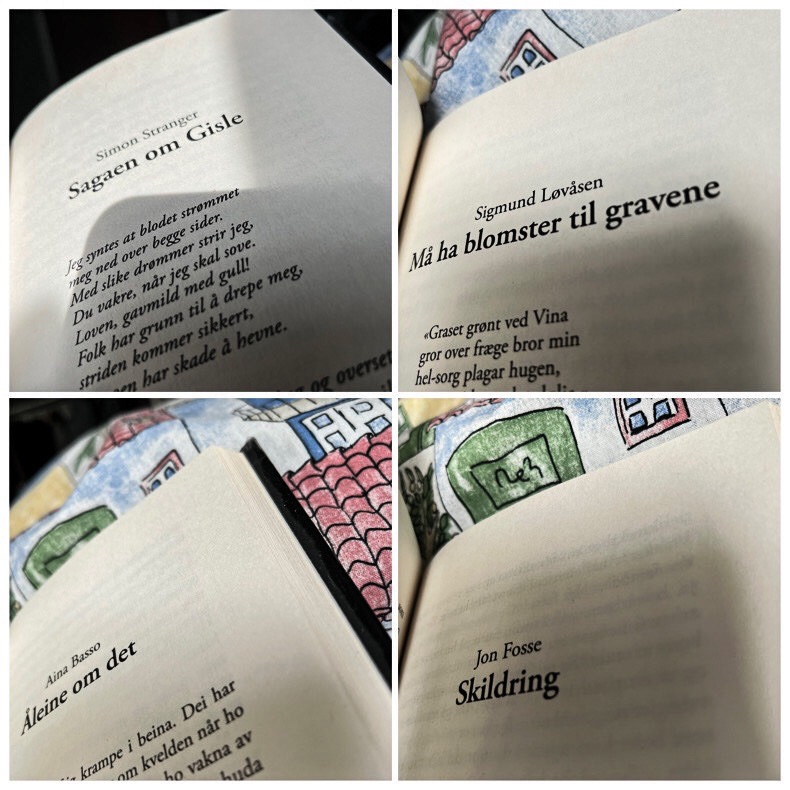 Simon Stranger
Sagaen om Gisle
Jeg syntes at blodet strømmet
meg ned over begge sider.
Med slike drømmer strir jeg,
Du vakre, når jeg skal sove.
Loven, gavmild med gull!
Folk har grunn til å drepe meg,
striden kommer sikkert,
har skade å hevne.
og overset
Sigmund Løvåsen
Må ha blomster til gravene
«Graset grønt ved Vina
gror over fræge bror min
hel-sorg plagar hugen,
Aina Basso
Åleine om det
krampe i beina. Dei har
som kvelden når ho
ho vakna av
neh
Jon Fosse
Skildring